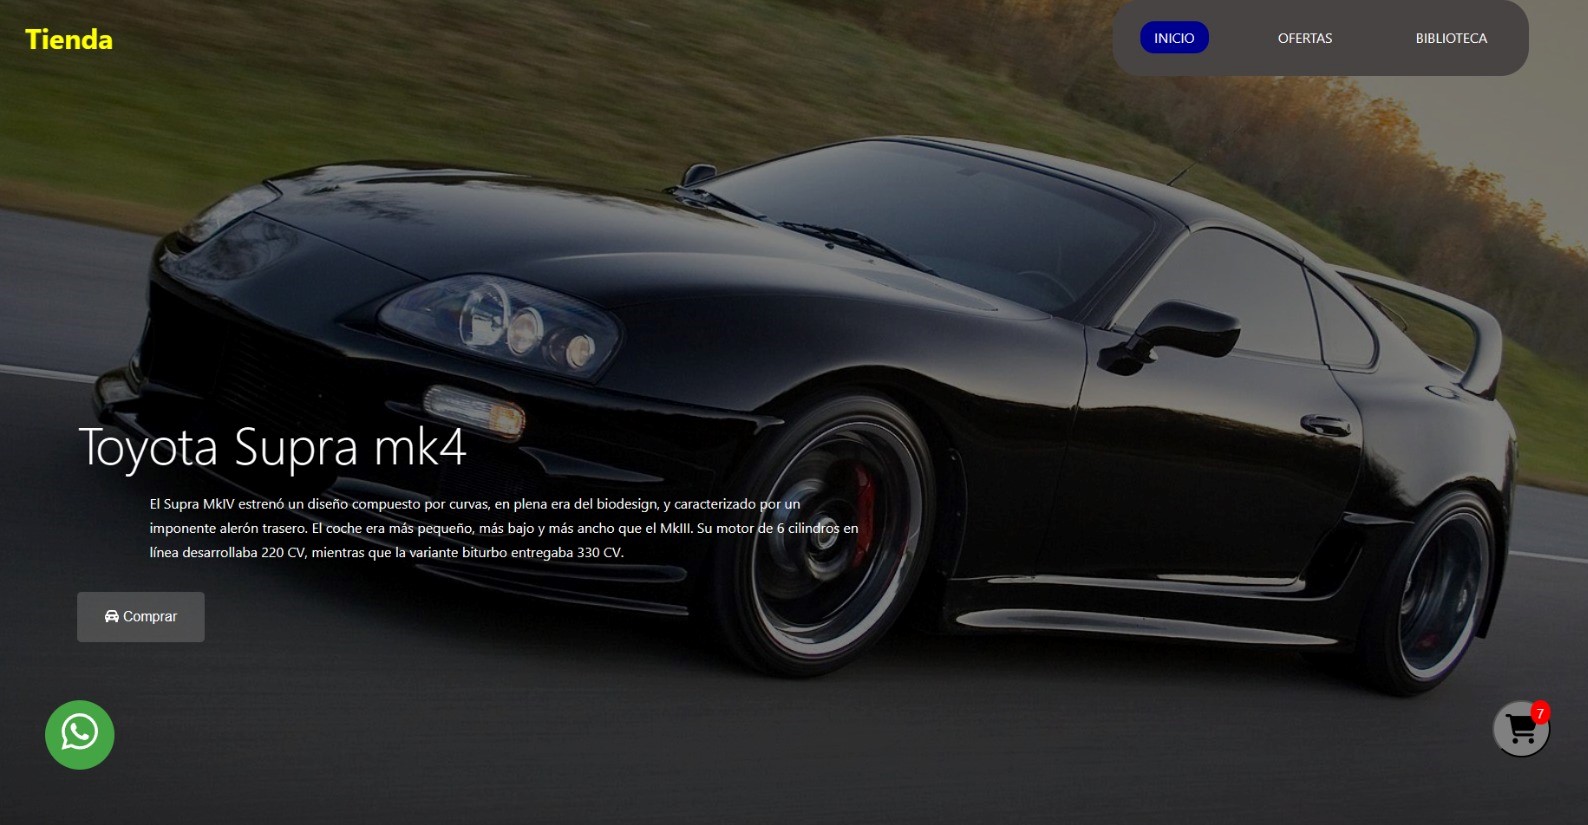 Tienda
INICIO
OFERTAS
BIBLIOTECA
Toyota Supra mk4
El Supra MkIV estrenó un diseño compuesto por curvas, en plena era del biodesign, y caracterizado por un
imponente alerón trasero. El coche era más pequeño, más bajo y más ancho que el MkIII. Su motor de 6 cilindros en
línea desarrollaba 220 CV, mientras que la variante biturbo entregaba 330 CV.
Comprar
7